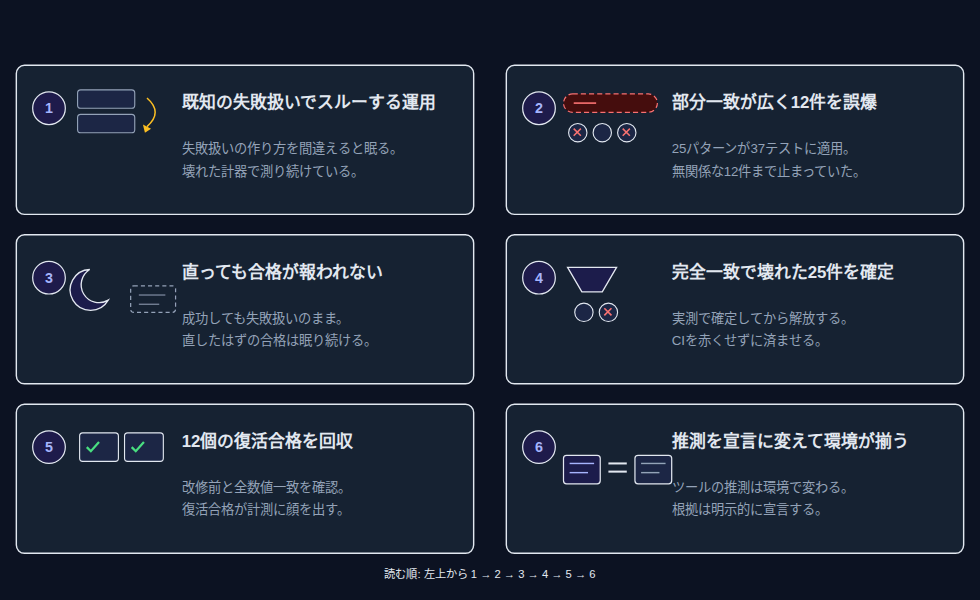 1
既知の失敗扱いでスルーする運用
失敗扱いの作り方を間違えると眠る。
壊れた計器で測り続けている。
2
部分一致が広く12件を誤爆
25パターンが37テストに適用。
無関係な12件まで止まっていた。
3
直っても合格が報われない
成功しても失敗扱いのまま。
直したはずの合格は眠り続ける。
4
完全一致で壊れた25件を確定
実測で確定してから解放する。
CIを赤くせずに済ませる。
5
12個の復活合格を回収
改修前と全数値一致を確認。
復活合格が計測に顔を出す。
6
推測を宣言に変えて環境が揃う
ツールの推測は環境で変わる。
根拠は明示的に宣言する。
読む順: 左上から 1 → 2 → 3 → 4 → 5 → 6